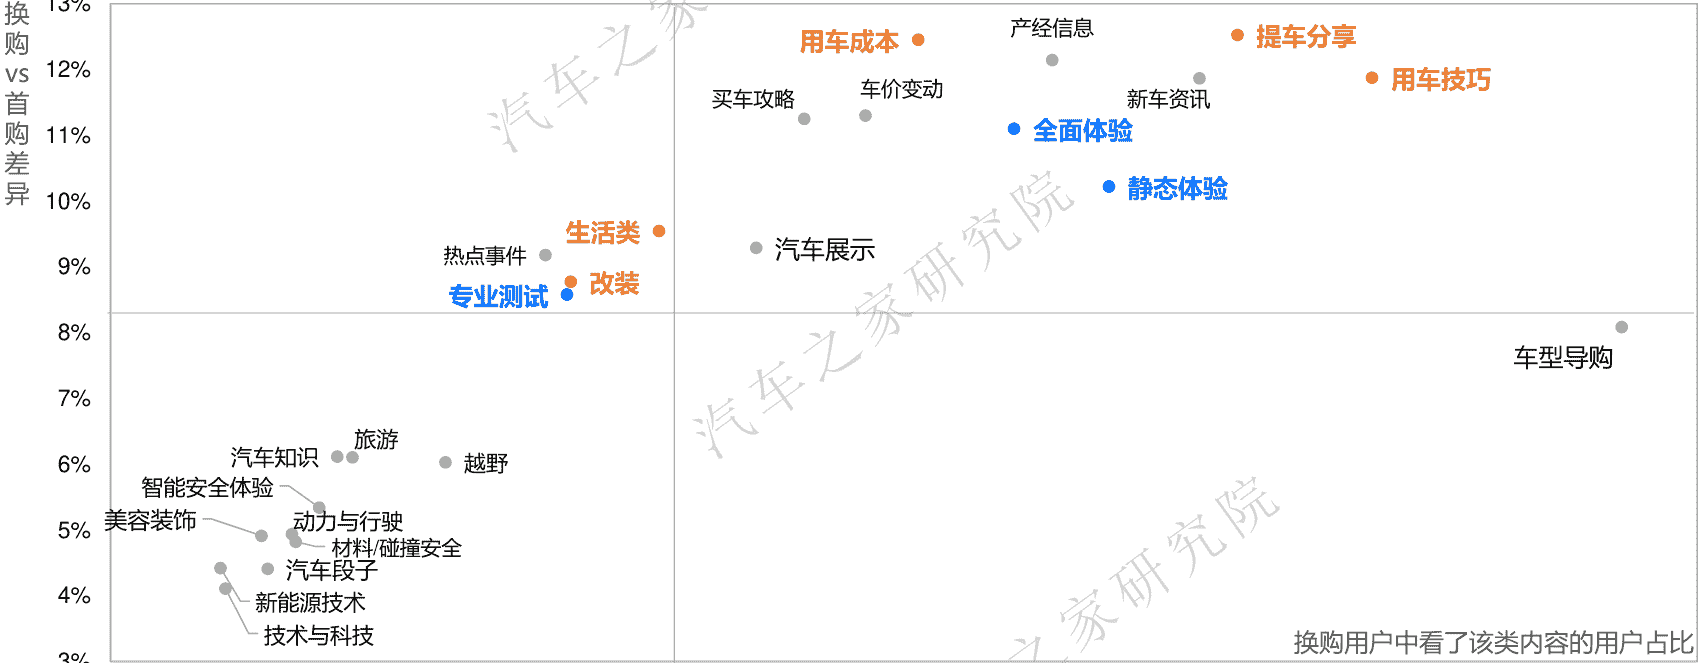 换购vs首购差异
13%
12%
11%
10%
9%
8%
7%
6%
5%
4%
3%
产经信息
用车成本
提车分享
用车技巧
车价变动
买车攻略
新车资讯
全面体验
静态体验
生活类
汽车展示
热点事件
改装
专业测试
车型导购
旅游
汽车知识
越野
智能安全体验
美容装饰
动力与行驶
材料/碰撞安全
汽车段子
新能源技术
技术与科技
换购用户中看了该类内容的用户占比
汽车之家
汽车之家研究院
之家研究院